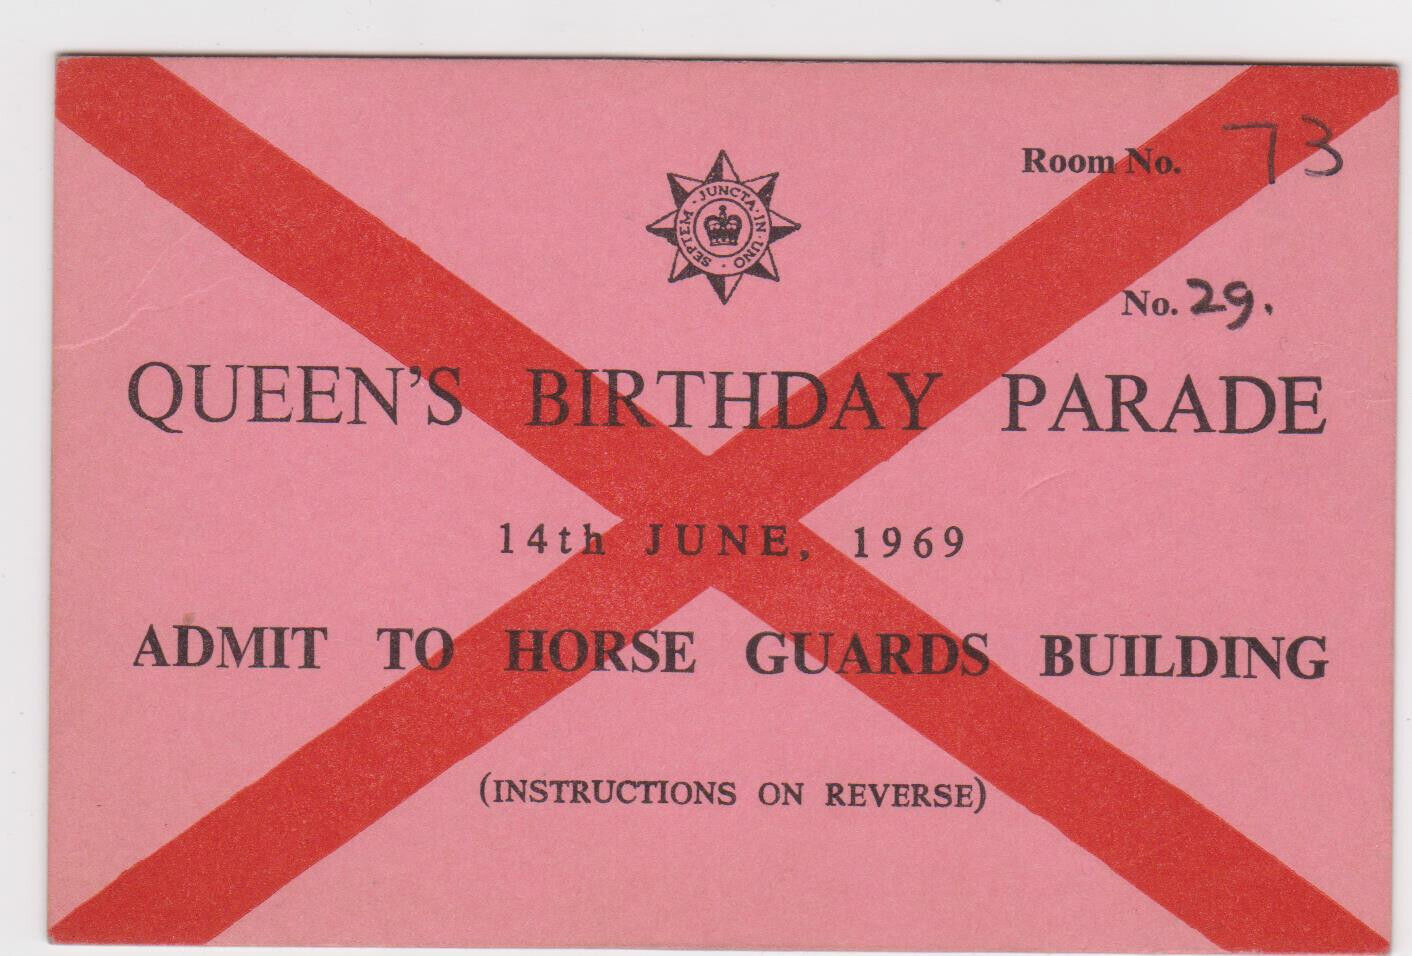 Room No. 73
SEPTEM · JUNCTA · IN · UNO ·
No. 29.
QUEEN'S BIRTHDAY PARADE
14th JUNE, 1969
ADMIT TO HORSE GUARDS BUILDING
(INSTRUCTIONS ON REVERSE)